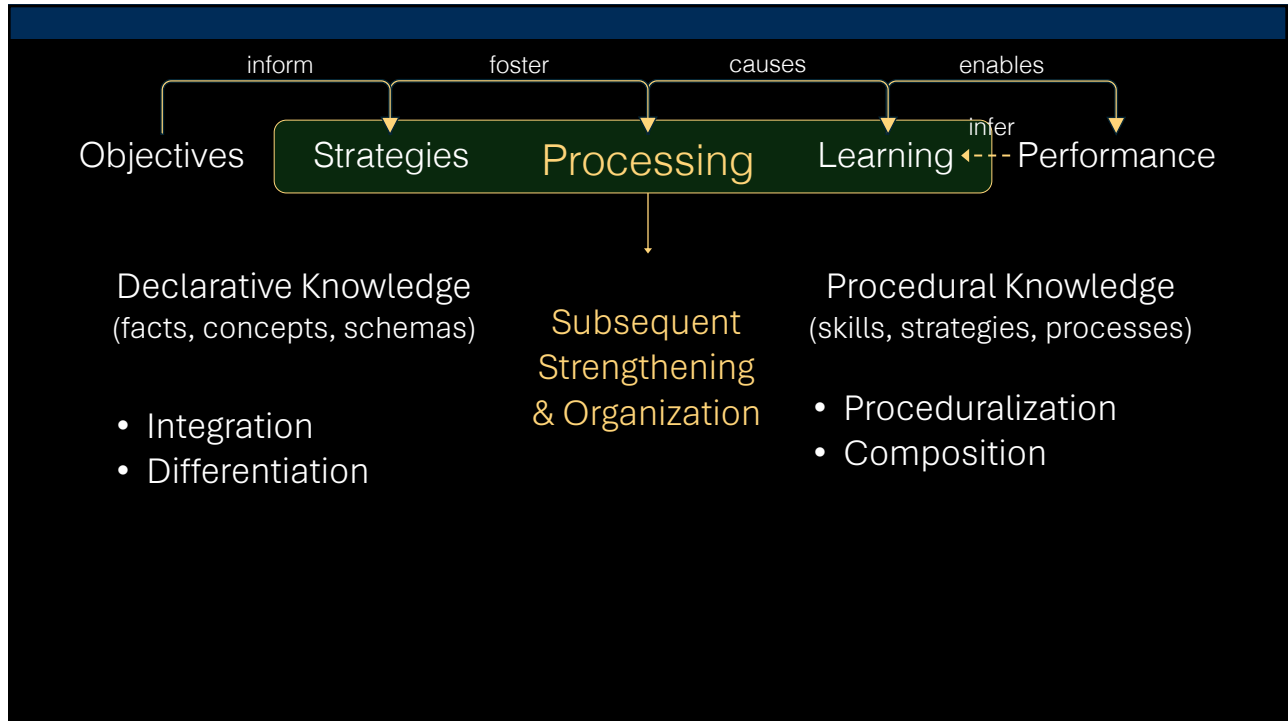 inform
foster
causes
enables
infer
Objectives
Strategies
Processing
Learning
Performance
Declarative Knowledge
(facts, concepts, schemas)
• Integration
• Differentiation
Subsequent
Strengthening
& Organization
Procedural Knowledge
(skills, strategies, processes)
• Proceduralization
• Composition